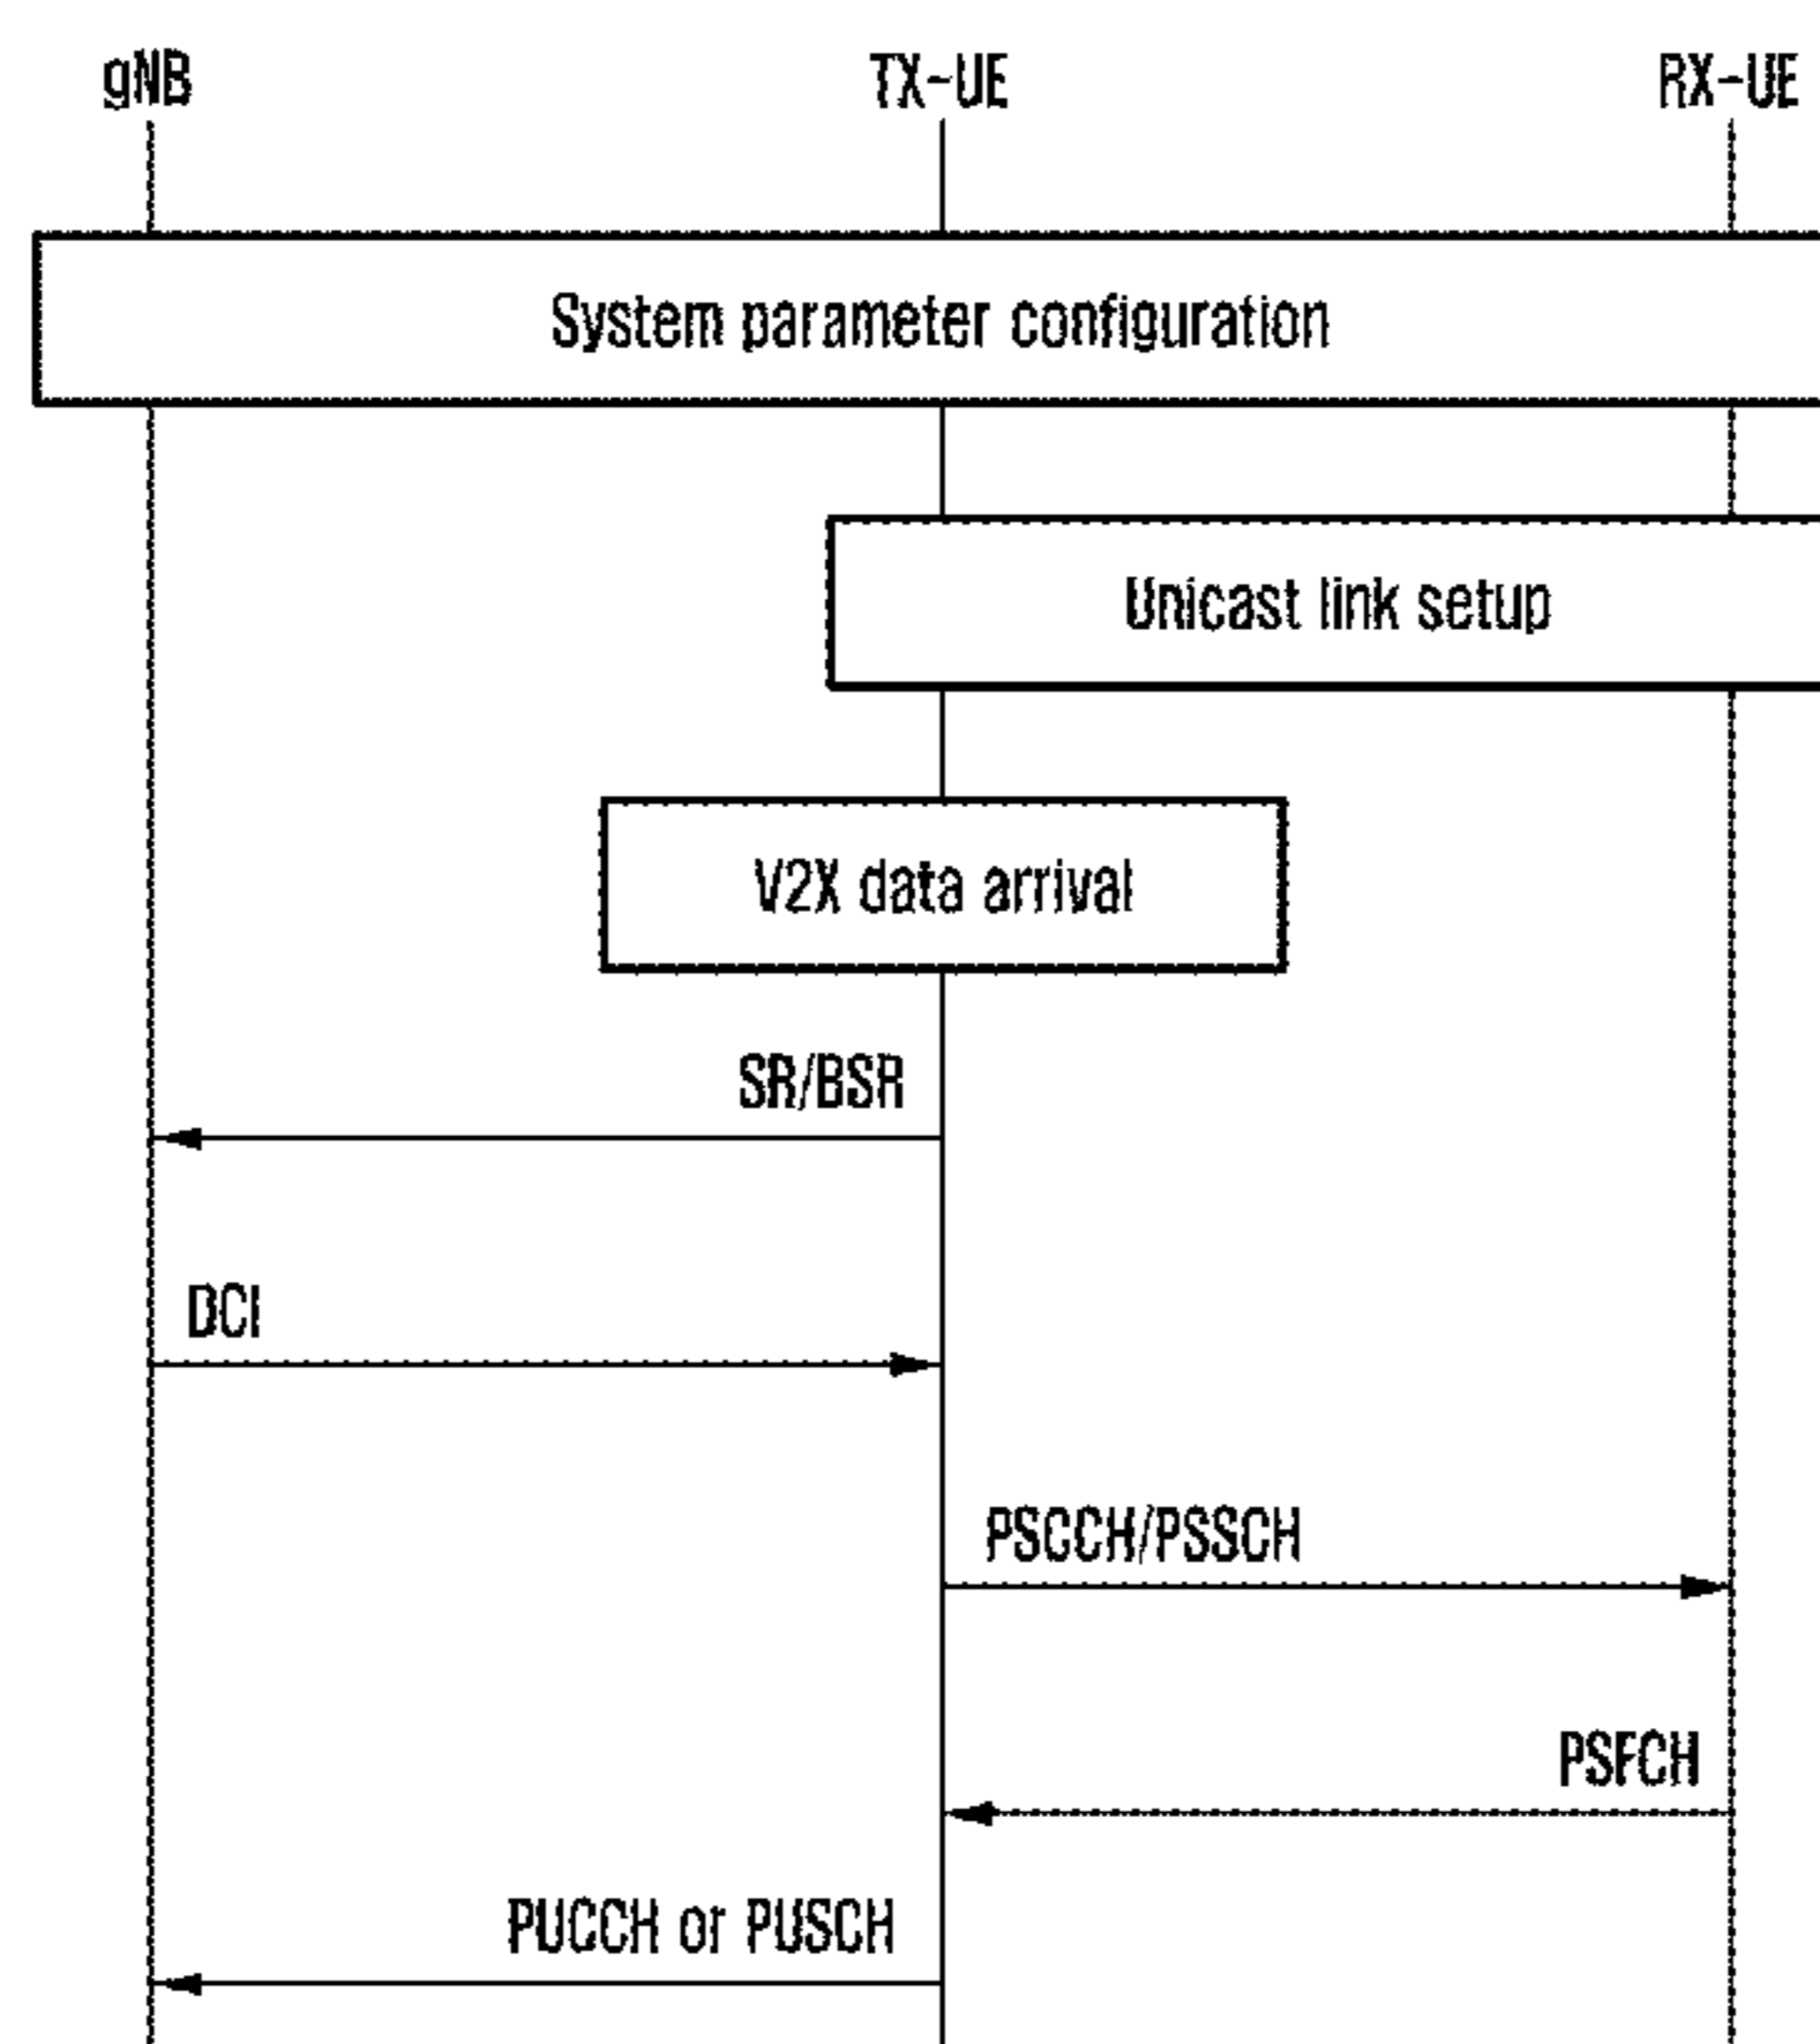 gNB TX-UE RX-UE
System parameter configuration
Unicast link setup
V2X data arrival
SR/BSR
DCI
PSCCH/PSSCH
PSFCH
PUCCH or PUSCH